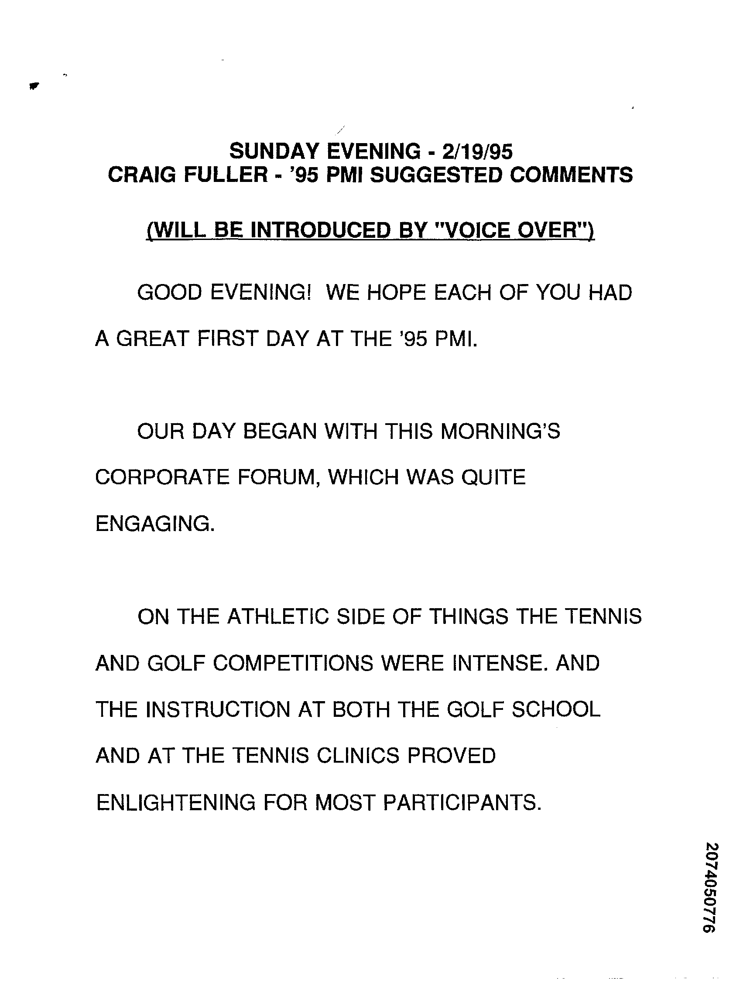 SUNDAY EVENING - 2/19/95
CRAIG FULLER - '95 PMI SUGGESTED COMMENTS
(WILL BE INTRODUCED BY "VOICE OVER")
GOOD EVENING! WE HOPE EACH OF YOU HAD
A GREAT FIRST DAY AT THE '95 PMI.
OUR DAY BEGAN WITH THIS MORNING'S
CORPORATE FORUM, WHICH WAS QUITE
ENGAGING.
ON THE ATHLETIC SIDE OF THINGS THE TENNIS
AND GOLF COMPETITIONS WERE INTENSE. AND
THE INSTRUCTION AT BOTH THE GOLF SCHOOL
AND AT THE TENNIS CLINICS PROVED
ENLIGHTENING FOR MOST PARTICIPANTS.
2074050776